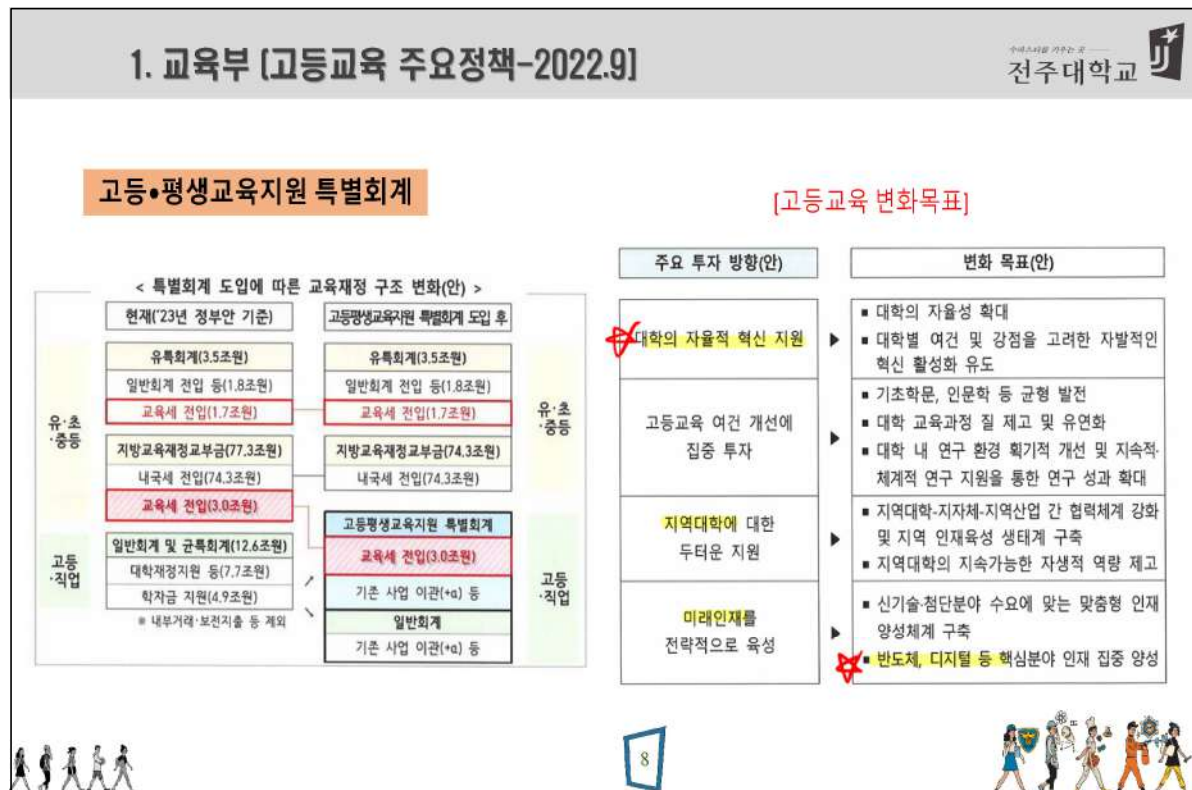 1. 교육부 [고등교육 주요정책-2022.9]
전주대학교
고등•평생교육지원 특별회계
< 특별회계 도입에 따른 교육재정 구조 변화(안) >
현재('23년 정부안 기준)
고등평생교육지원 특별회계 도입 후
유·초
·중등
유특회계(3.5조원)
일반회계 전입 등(1.8조원)
교육세 전입(1.7조원)
지방교육재정교부금(77.3조원)
내국세 전입(74.3조원)
교육세 전입(3.0조원)
고등
·직업
일반회계 및 균특회계(12.6조원)
대학재정지원 등(7.7조원)
학자금 지원(4.9조원)
※ 내부거래·보전지출 등 제외
유특회계(3.5조원)
일반회계 전입 등(1.8조원)
교육세 전입(1.7조원)
지방교육재정교부금(74.3조원)
내국세 전입(74.3조원)
고등평생교육지원 특별회계
교육세 전입(3.0조원)
기존 사업 이관(+α) 등
일반회계
기존 사업 이관(+α) 등
유·초
·중등
고등
·직업
[고등교육 변화목표]
주요 투자 방향(안)
변화 목표(안)
대학의 자율적 혁신 지원
▪ 대학의 자율성 확대
▪ 대학별 여건 및 강점을 고려한 자발적인
혁신 활성화 유도
고등교육 여건 개선에
집중 투자
▪ 기초학문, 인문학 등 균형 발전
▪ 대학 교육과정 질 제고 및 유연화
▪ 대학 내 연구 환경 획기적 개선 및 지속적·
체계적 연구 지원을 통한 연구 성과 확대
지역대학에 대한
두터운 지원
▪ 지역대학-지자체-지역산업 간 협력체계 강화
및 지역 인재육성 생태계 구축
▪ 지역대학의 지속가능한 자생적 역량 제고
미래인재를
전략적으로 육성
▪ 신기술·첨단분야 수요에 맞는 맞춤형 인재
양성체계 구축
▪ 반도체, 디지털 등 핵심분야 인재 집중 양성
8